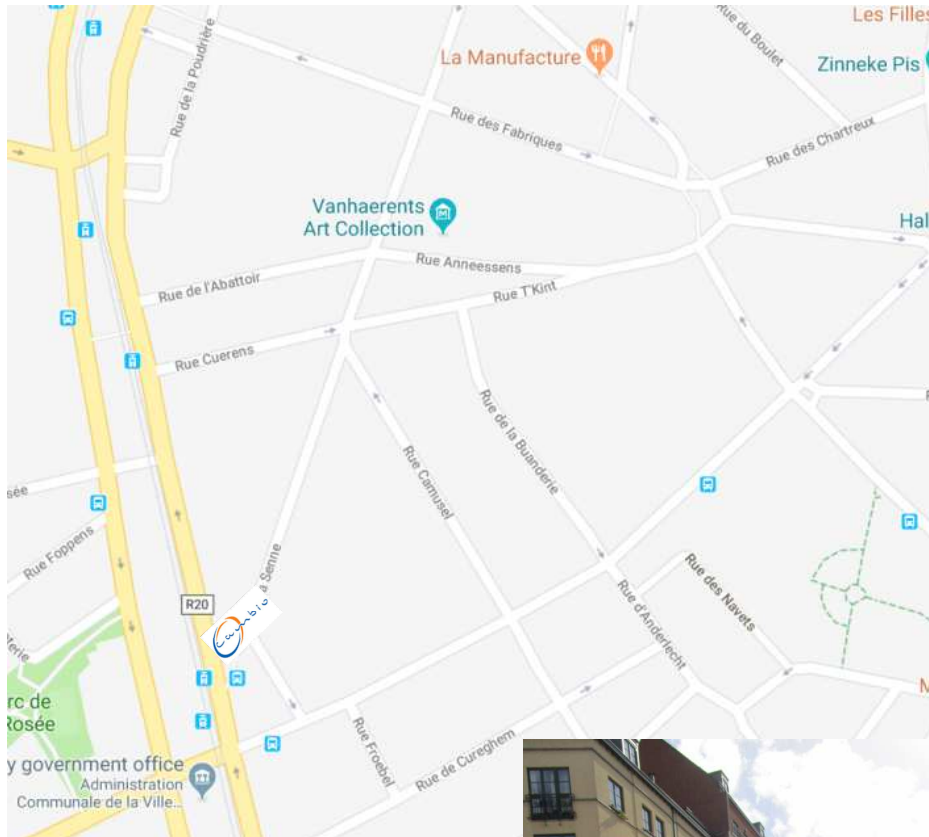 Les Filles
La Manufacture
Rue du Boulet
Zinneke Pis
Rue de la Poudrière
Rue des Fabriques
Rue des Chartreux
Vanhaerents
Art Collection
Hal
Rue Anneessens
Rue de l'Abattoir
Rue T'Kint
Rue Cuerens
Rue de la Buanderie
Rue Camusel
sée
Rue Foppens
a Senne
Rue des Navets
R20
Rue d'Anderlecht
terie
rc de
Rosée
M
Rue Froebel
Rue de Cureghem
y government office
Administration
Communale de la Ville...